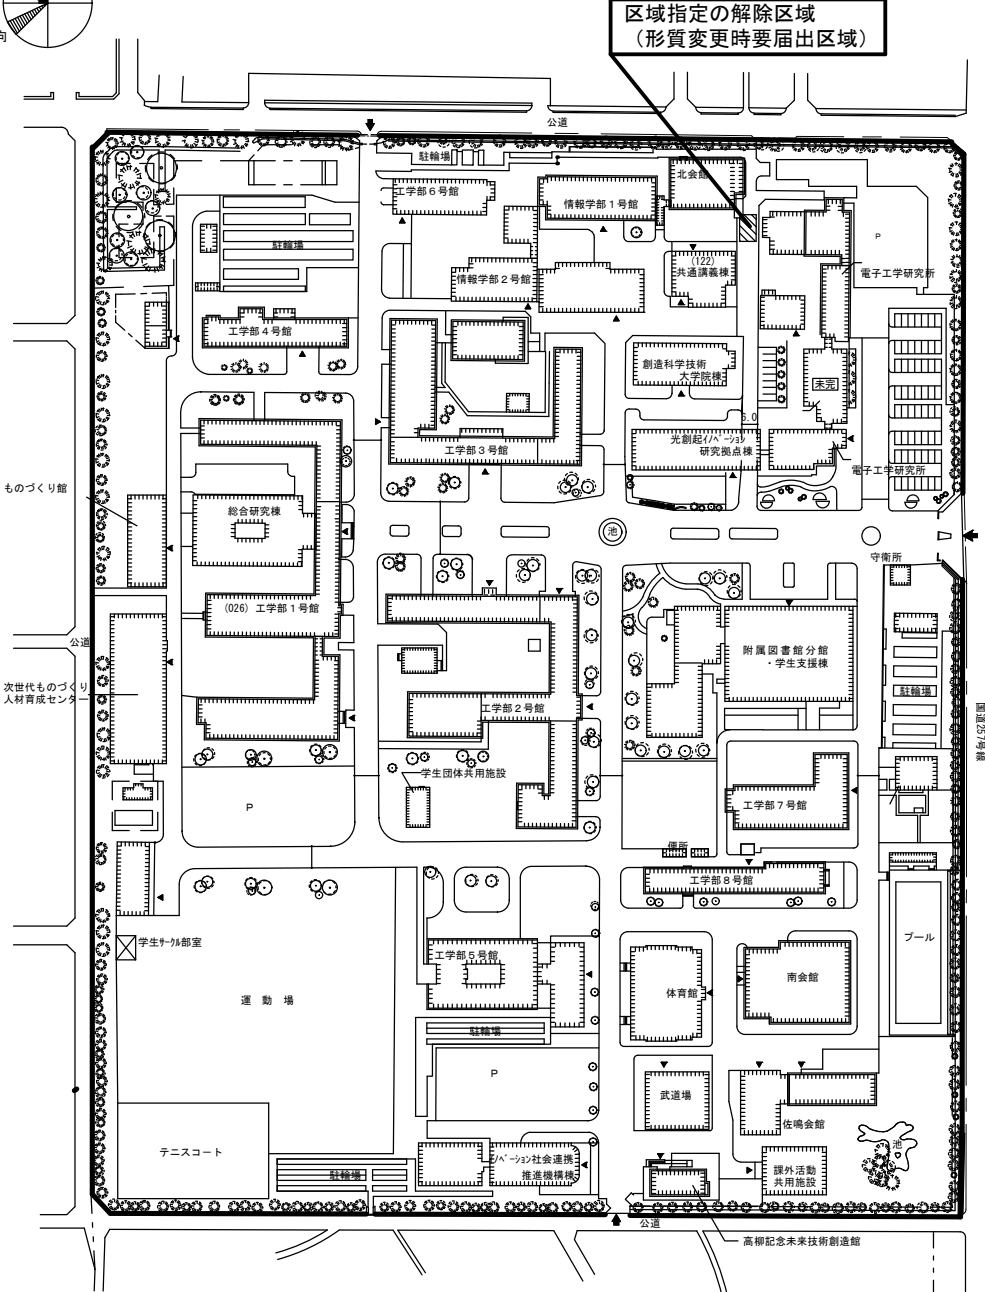 区域指定の解除区域
（形質変更時要届出区域）
向
公道
駐輪場
北会館
工学部６号館
情報学部１号館
P
駐輪場
(122)
共通講義棟
電子工学研究所
情報学部２号館
工学部４号館
創造科学技術
大学院棟
未完
6.0
工学部３号館
光創起ｲﾉﾍﾞｰｼｮﾝ
研究拠点棟
電子工学研究所
ものづくり館
総合研究棟
池
守衛所
(026) 工学部１号館
公道
附属図書館分館
・学生支援棟
次世代ものづくり
人材育成センター
駐輪場
工学部２号館
国道257号線
学生団体共用施設
P
工学部７号館
便所
工学部８号館
学生ｻｰｸﾙ部室
工学部５号館
プール
南会館
体育館
運動場
駐輪場
P
武道場
佐鳴会館
テニスコート
池
ﾉﾍﾞｰｼｮﾝ社会連携
推進機構棟
課外活動
共用施設
駐輪場
公道
高柳記念未来技術創造館